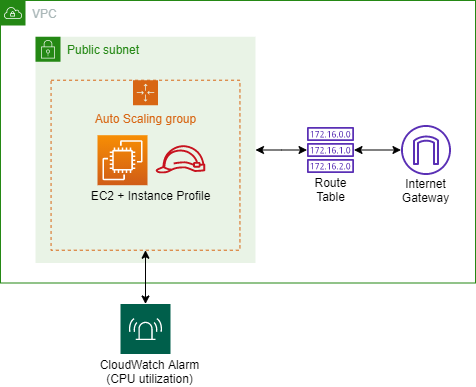 VPC
Public subnet
Auto Scaling group
EC2 + Instance Profile
172.16.0.0
172.16.1.0
172.16.2.0
Route
Table
Internet
Gateway
CloudWatch Alarm
(CPU utilization)